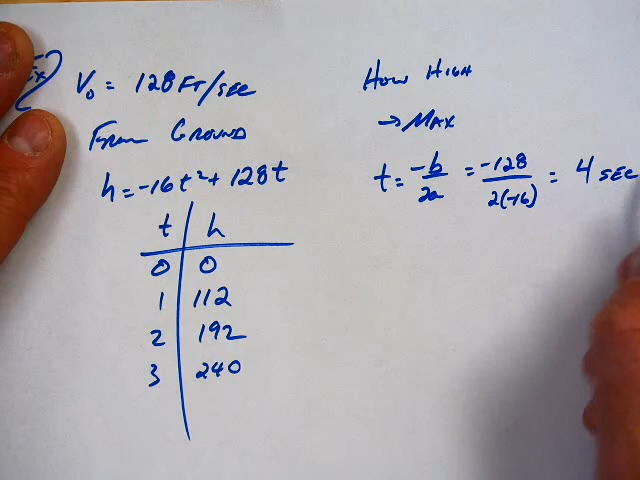 Ex
V₀ = 128 FT/SEC
From GROUND
h = -16t² + 128t
t h
0 0
1 112
2 192
3 240
How HIGH
→ MAX
t = -b/2a = -128/2(-16) = 4 SEC